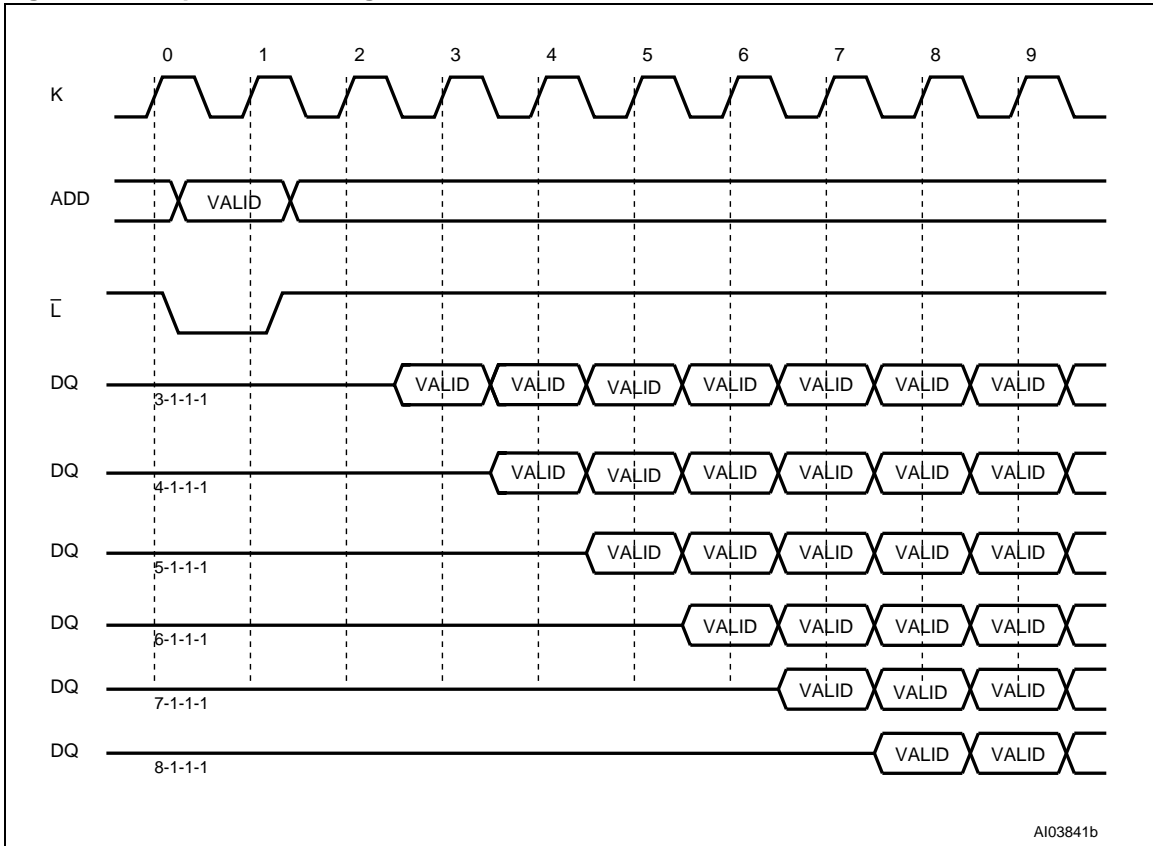 0 1 2 3 4 5 6 7 8 9
K
ADD VALID
L̅
DQ VALID VALID VALID VALID VALID VALID VALID
3-1-1-1
DQ VALID VALID VALID VALID VALID VALID
4-1-1-1
DQ VALID VALID VALID VALID VALID
5-1-1-1
DQ VALID VALID VALID VALID
6-1-1-1
DQ VALID VALID VALID
7-1-1-1
DQ VALID VALID
8-1-1-1
AI03841b